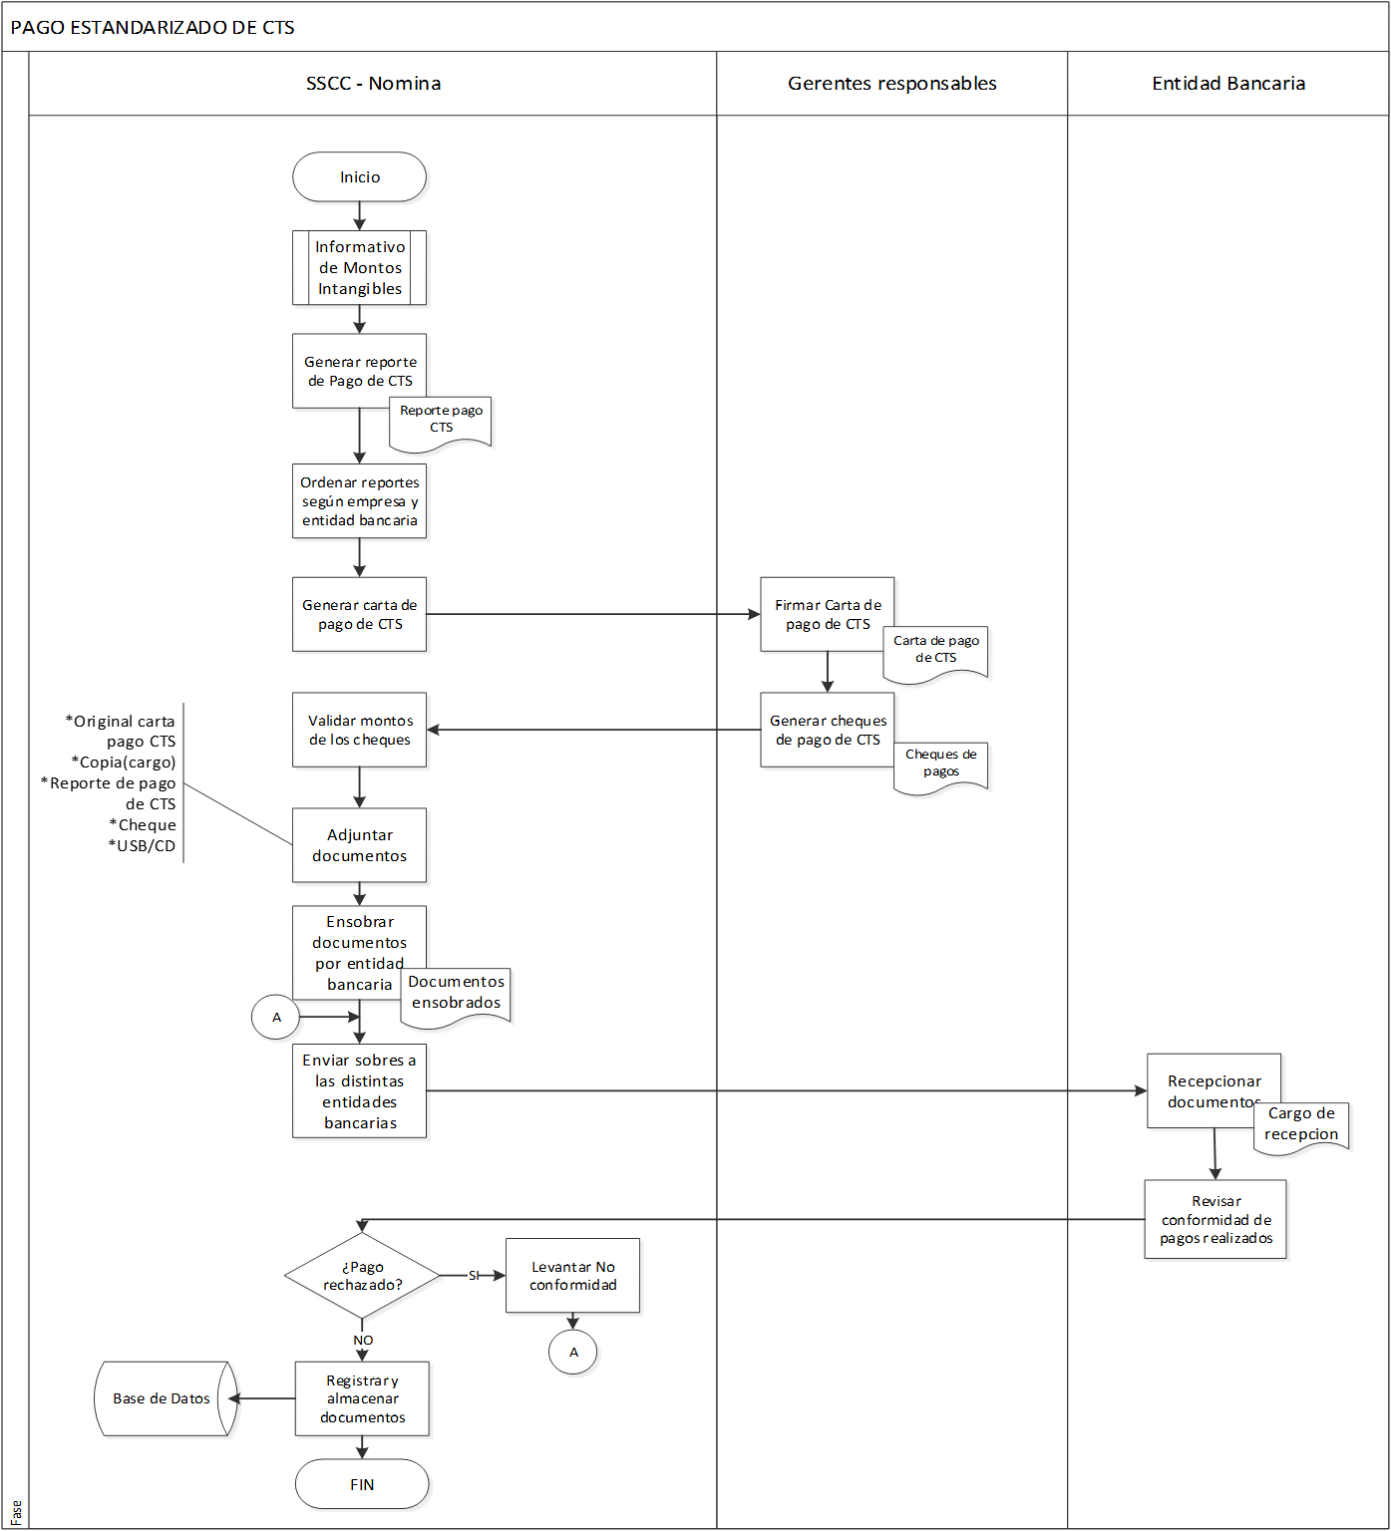 PAGO ESTANDARIZADO DE CTS
SSCC - Nomina
Gerentes responsables
Entidad Bancaria
Inicio
Informativo
de Montos
Intangibles
Generar reporte
de Pago de CTS
Reporte pago
CTS
Ordenar reportes
según empresa y
entidad bancaria
Generar carta de
pago de CTS
Firmar Carta de
pago de CTS
Carta de pago
de CTS
Generar cheques
de pago de CTS
Cheques de
pagos
Validar montos
de los cheques
*Original carta
pago CTS
*Copia(cargo)
*Reporte de pago
de CTS
*Cheque
*USB/CD
Adjuntar
documentos
Ensobrar
documentos
por entidad
bancaria
Documentos
ensobrados
A
Enviar sobres a
las distintas
entidades
bancarias
Recepcionar
documentos
Cargo de
recepcion
Revisar
conformidad de
pagos realizados
¿Pago
rechazado?
SI
Levantar No
conformidad
A
NO
Registrar y
almacenar
documentos
Base de Datos
FIN
Fase